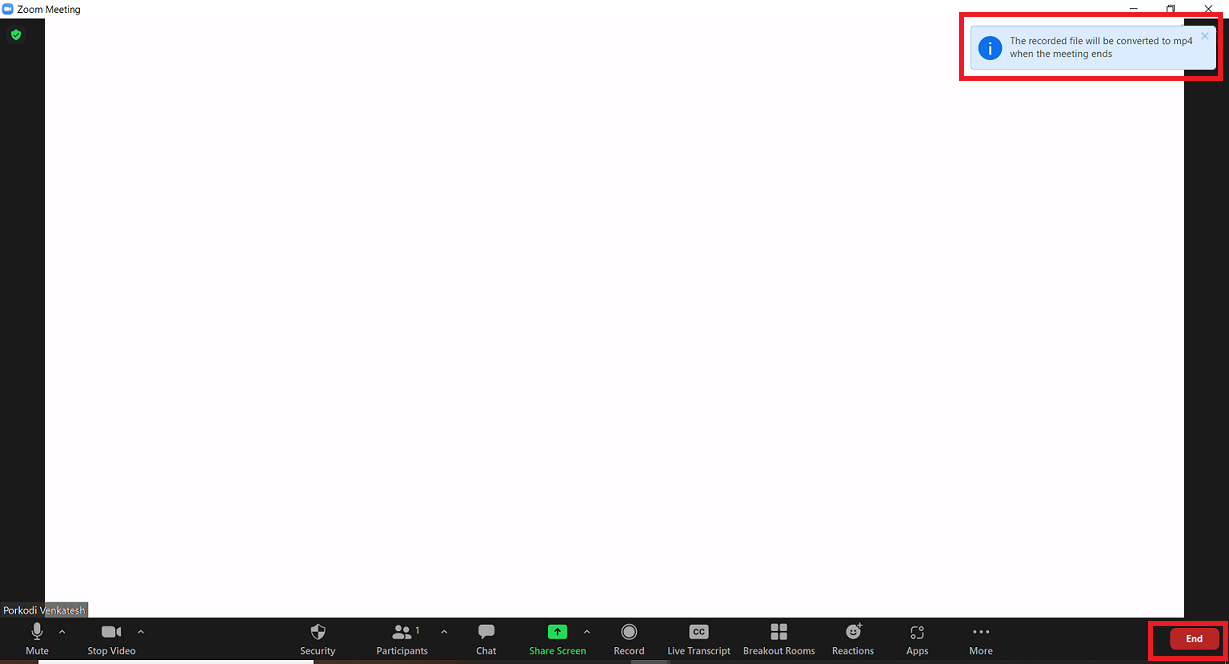 Zoom Meeting
The recorded file will be converted to mp4
when the meeting ends
Porkodi Venkatesh
1
Mute
Stop Video
Security
Participants
Chat
Share Screen
Record
CC
Live Transcript
Breakout Rooms
Reactions
Apps
More
End